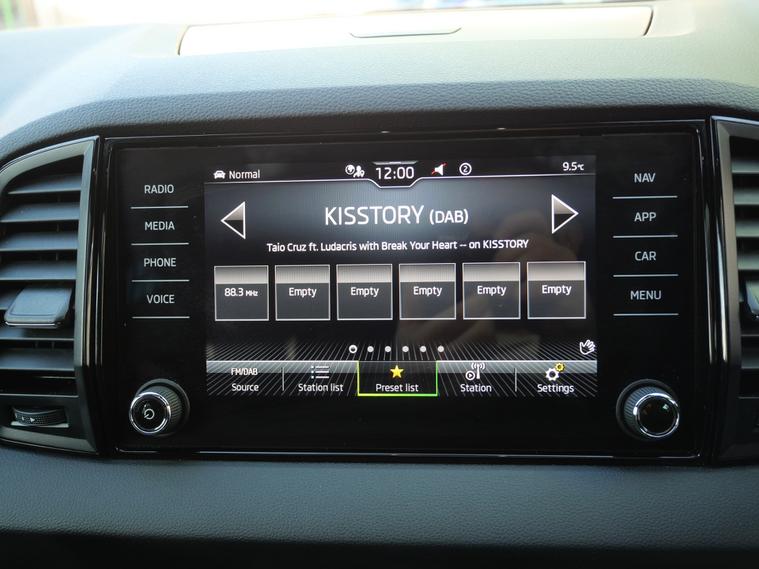 RADIO
MEDIA
PHONE
VOICE
Normal
12:00
2
9.5°C
KISSTORY (DAB)
Taio Cruz ft. Ludacris with Break Your Heart -- on KISSTORY
88.3 MHz
Empty
Empty
Empty
Empty
Empty
FM/DAB
Source
Station list
Preset list
Station
Settings
NAV
APP
CAR
MENU